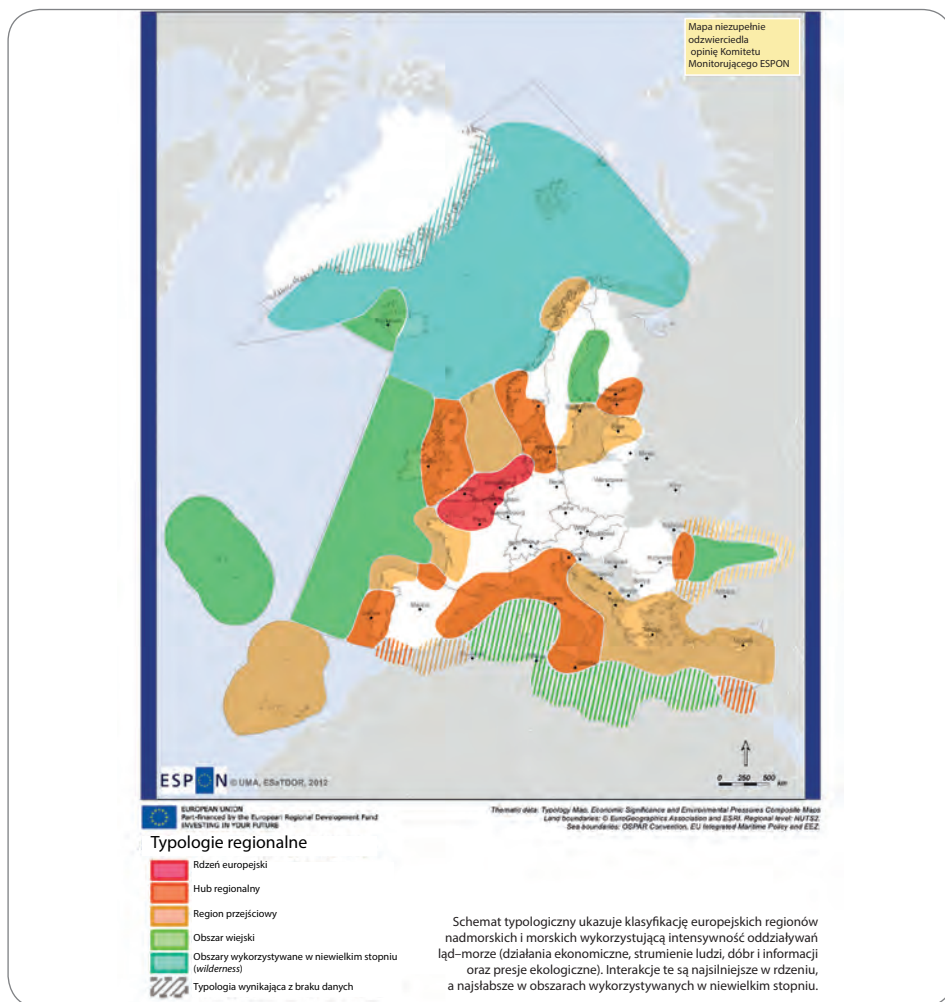 Mapa niezupełnie
odzwierciedla
opinię Komitetu
Monitorującego ESPON
Madryt
ESPON © UMA, ESaTDOR, 2012
0 250 500
km
EUROPEAN UNION
Part-financed by the European Regional Development Fund
INVESTING IN YOUR FUTURE
Thematic data: Typology Map, Economic Significance and Environmental Pressures Composite Maps
Land boundaries: © EuroGeographics Association and ESRI. Regional level: NUTS2.
Sea boundaries: OSPAR Convention, EU Integrated Maritime Policy and EEZ.
Typologie regionalne
Rdzeń europejski
Hub regionalny
Region przejściowy
Obszar wiejski
Obszary wykorzystywane w niewielkim stopniu
(wilderness)
Typologia wynikająca z braku danych
Schemat typologiczny ukazuje klasyfikację europejskich regionów
nadmorskich i morskich wykorzystującą intensywność oddziaływań
ląd–morze (działania ekonomiczne, strumienie ludzi, dóbr i informacji
oraz presje ekologiczne). Interakcje te są najsilniejsze w rdzeniu,
a najsłabsze w obszarach wykorzystywanych w niewielkim stopniu.